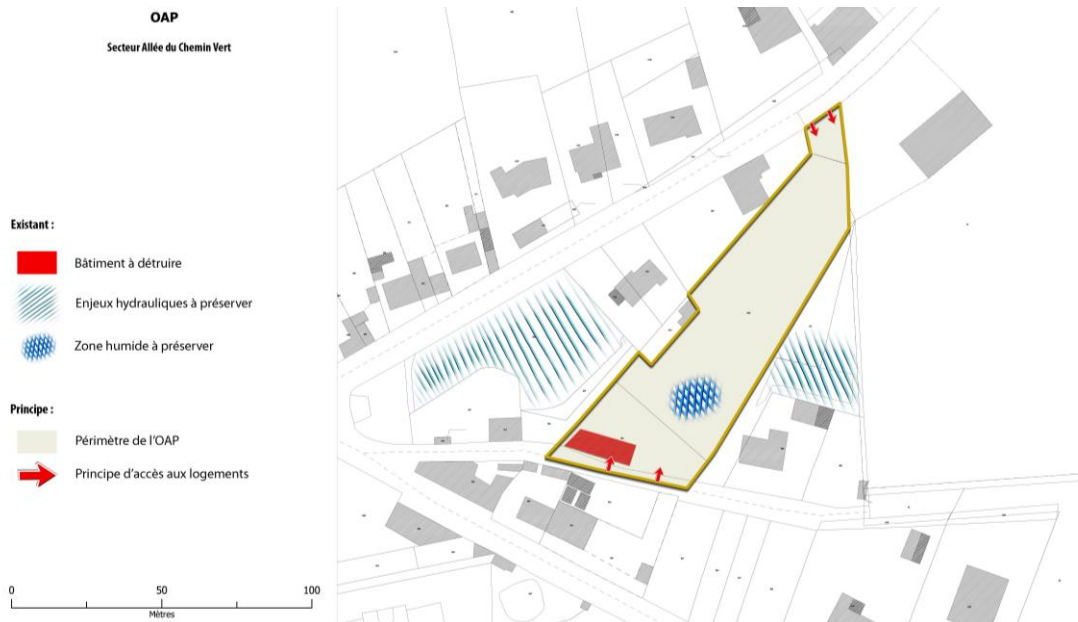 OAP
Secteur Allée du Chemin Vert
Existant :
Bâtiment à détruire
Enjeux hydrauliques à préserver
Zone humide à préserver
Principe :
Périmètre de l'OAP
Principe d'accès aux logements
0 50 100
Mètres